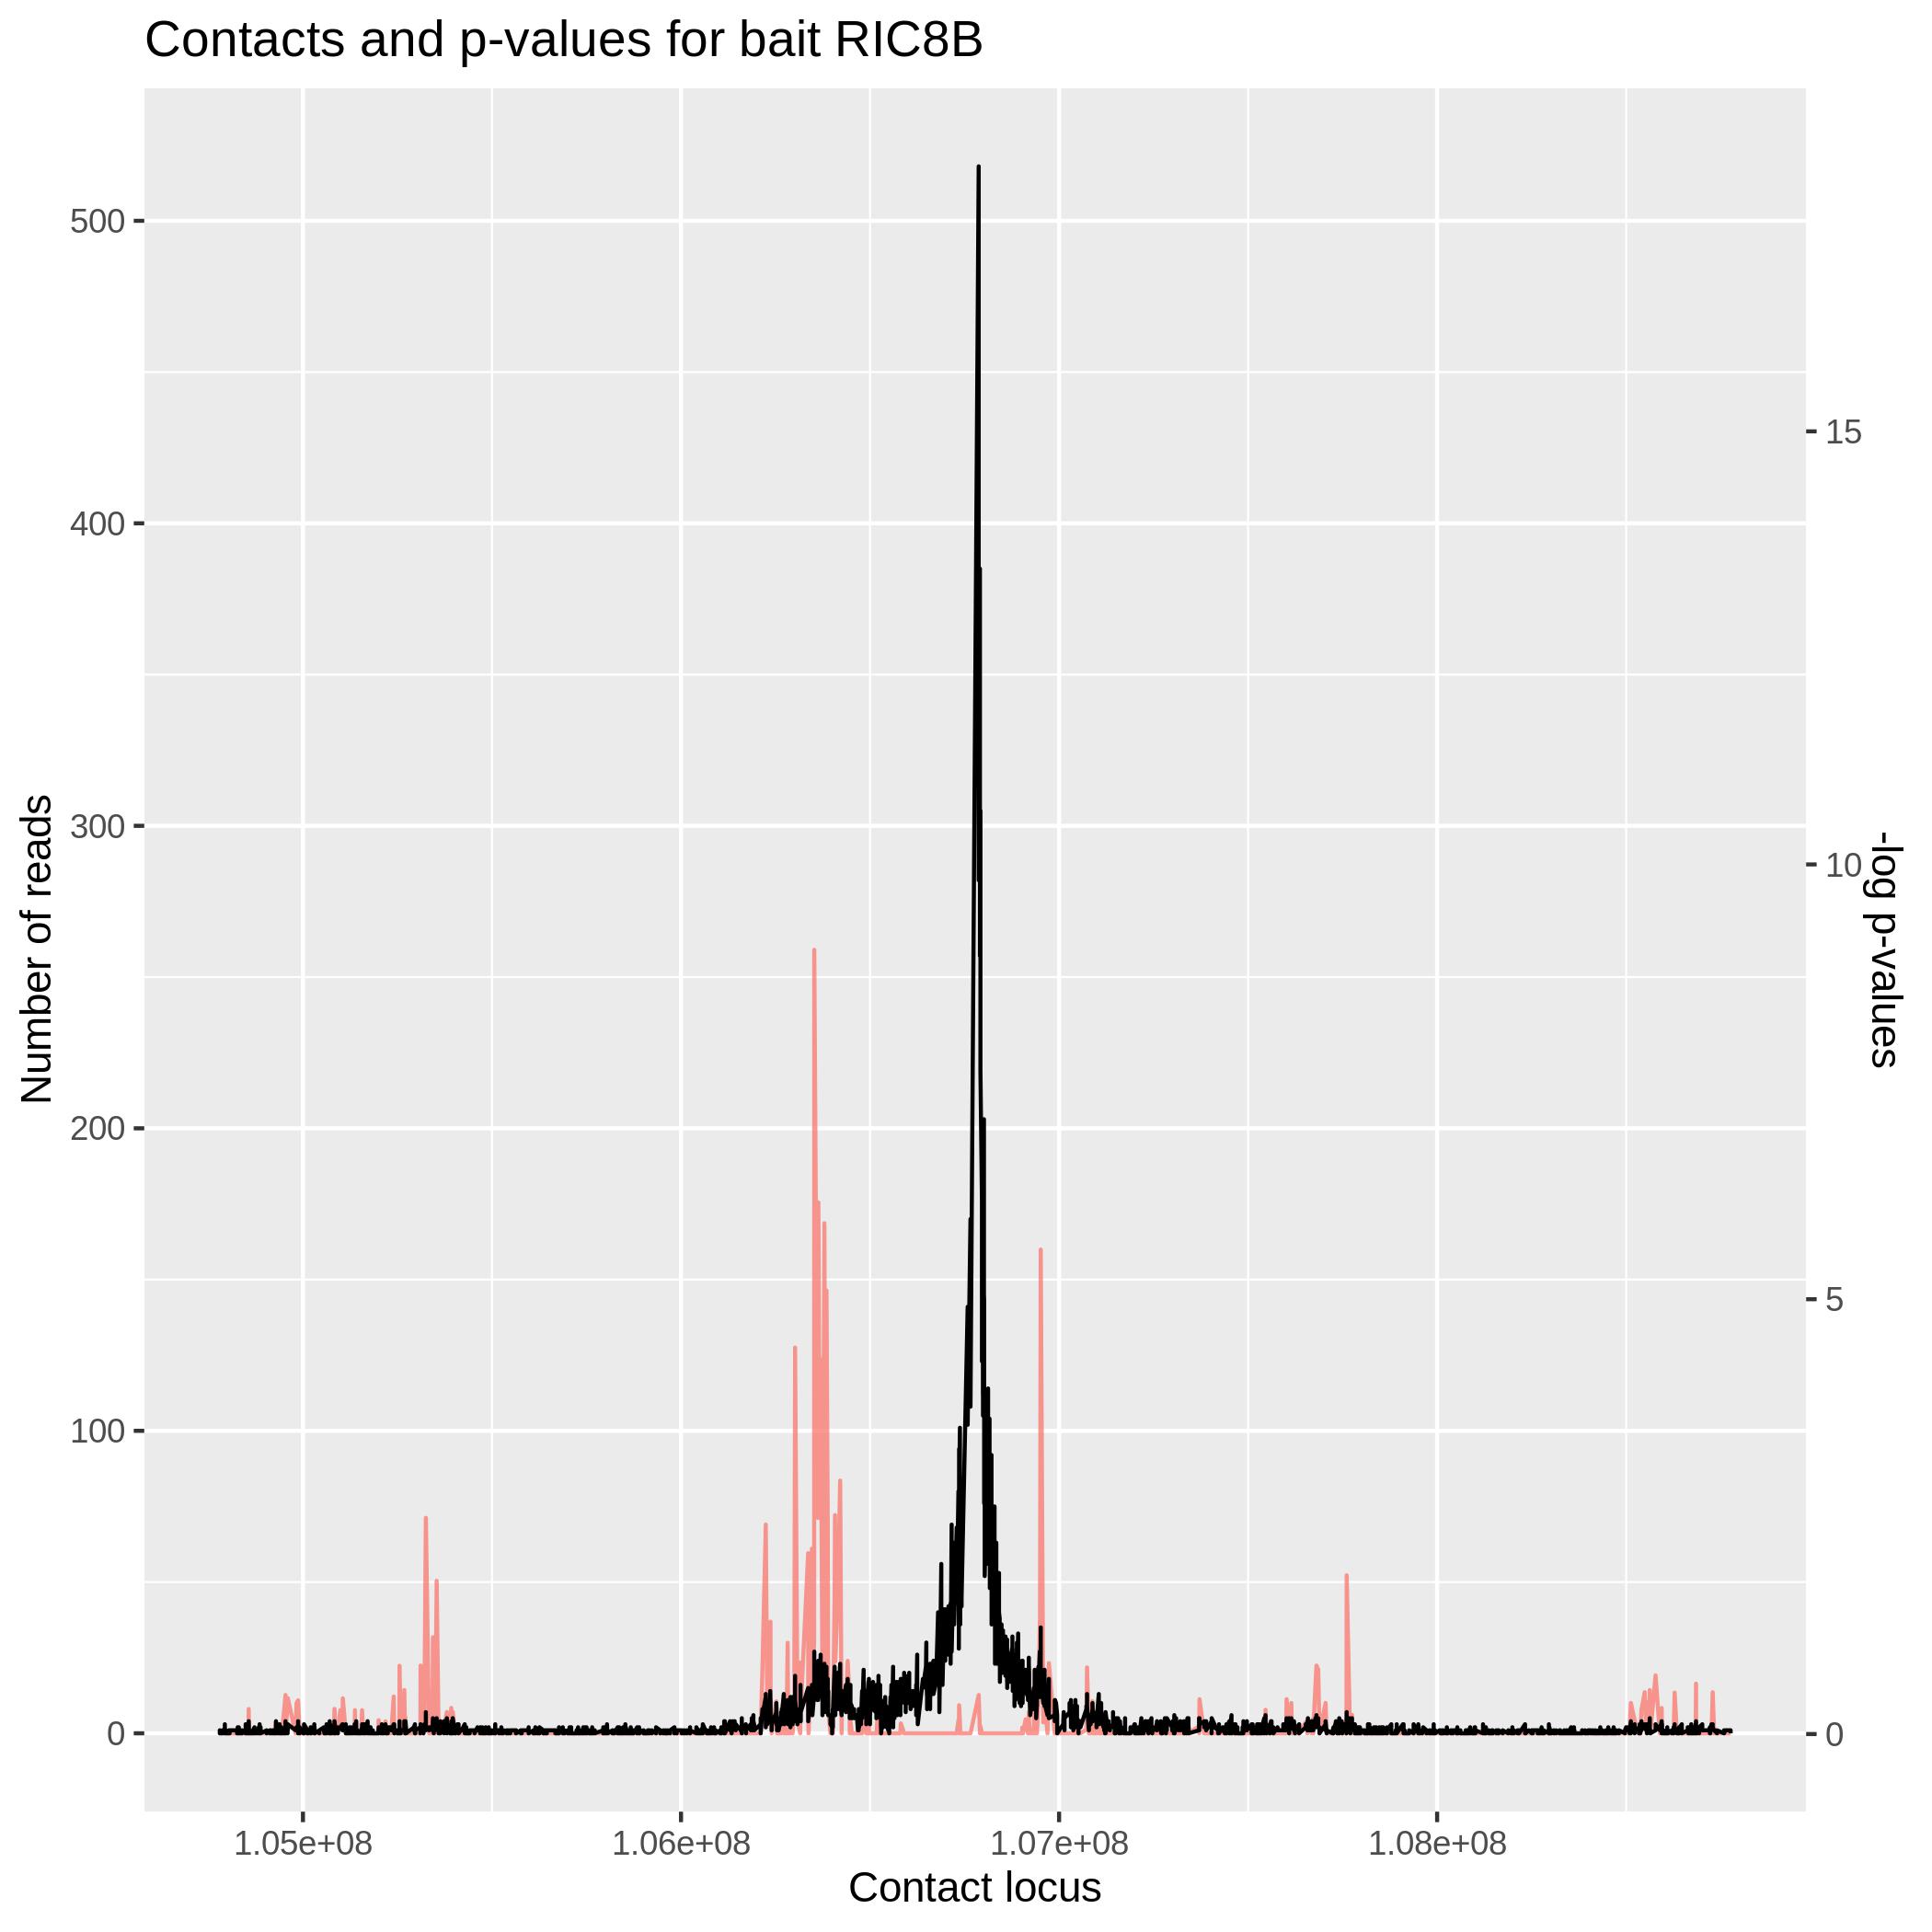 Contacts and p-values for bait RIC8B
500
400
300
200
100
0
Number of reads
15
10
5
0
-log p-values
1.05e+08
1.06e+08
1.07e+08
1.08e+08
Contact locus